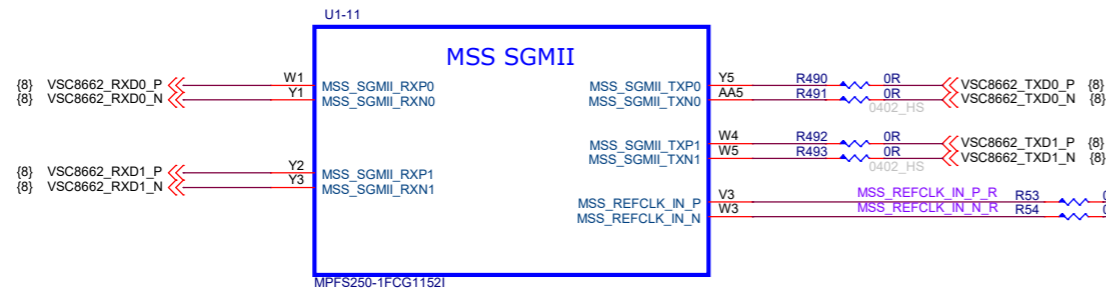 U1-11
MSS SGMII
{8} VSC8662_RXD0_P W1 MSS_SGMII_RXP0 MSS_SGMII_TXP0 Y5 R490 0R VSC8662_TXD0_P {8}
{8} VSC8662_RXD0_N Y1 MSS_SGMII_RXN0 MSS_SGMII_TXN0 AA5 R491 0R VSC8662_TXD0_N {8}
0402_HS
MSS_SGMII_TXP1 W4 R492 0R VSC8662_TXD1_P {8}
MSS_SGMII_TXN1 W5 R493 0R VSC8662_TXD1_N {8}
0402_HS
{8} VSC8662_RXD1_P Y2 MSS_SGMII_RXP1
{8} VSC8662_RXD1_N Y3 MSS_SGMII_RXN1
MSS_REFCLK_IN_P V3 MSS_REFCLK_IN_P_R R53
MSS_REFCLK_IN_N W3 MSS_REFCLK_IN_N_R R54
MPFS250-1FCG1152I